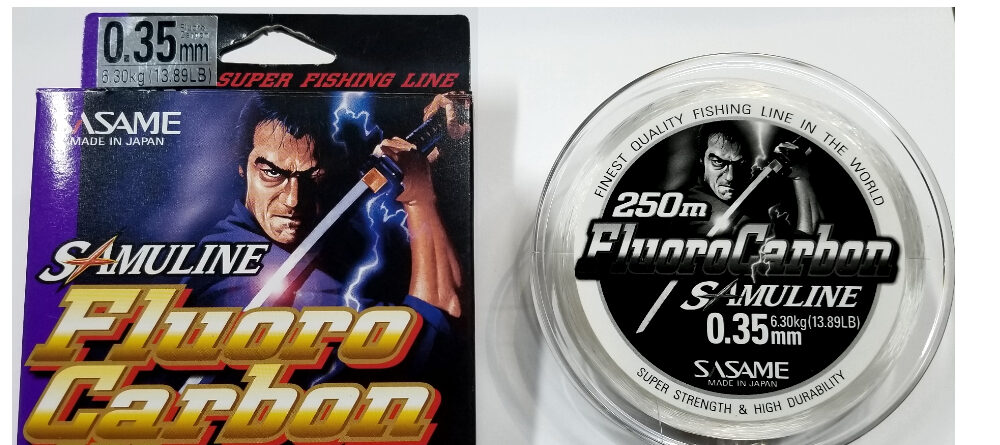 0.35mm
Fluoro Carbon
6.30kg(13.89LB)
SUPER FISHING LINE
SASAME
MADE IN JAPAN
SAMULINE
Fluoro
Carbon
FINEST QUALITY FISHING LINE IN THE WORLD
250m
FluoroCarbon
SAMULINE
0.35mm
6.30kg(13.89LB)
SASAME
MADE IN JAPAN
SUPER STRENGTH & HIGH DURABILITY